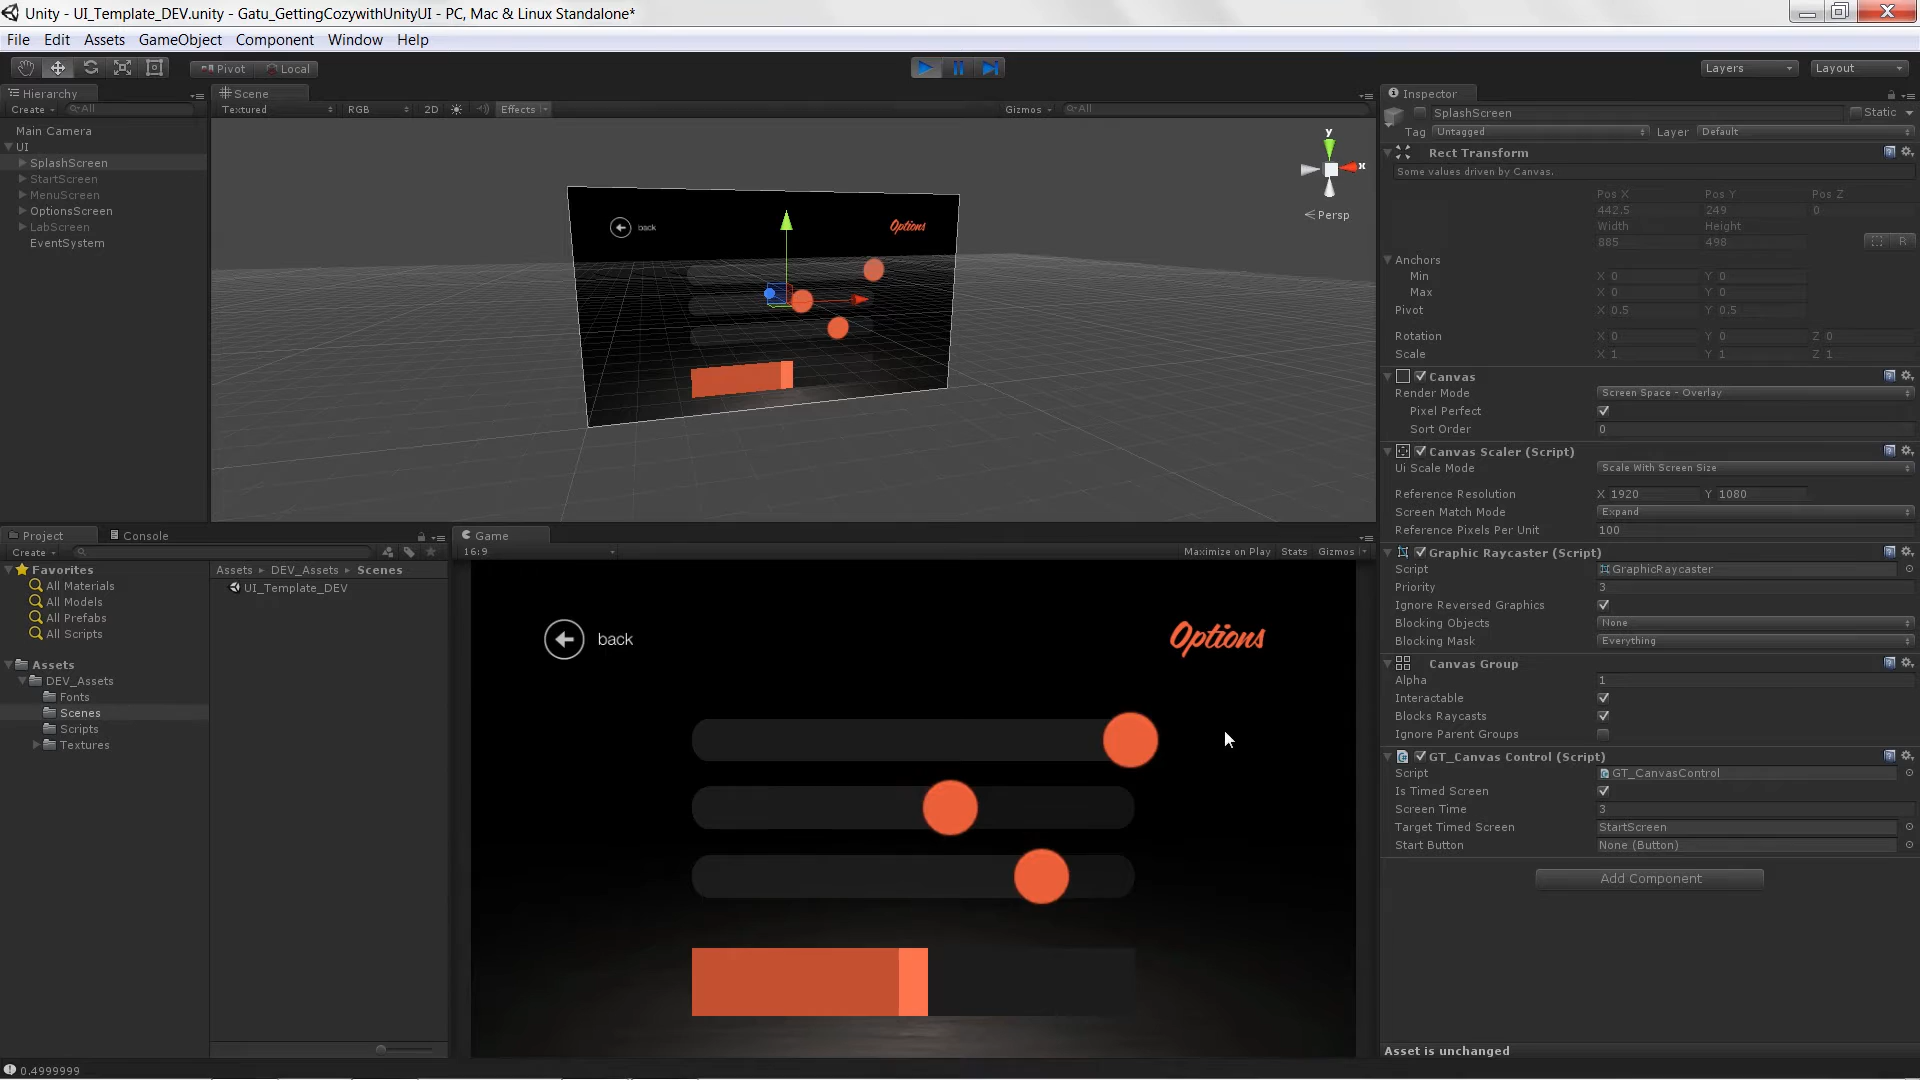 Unity - UI_Template_DEV.unity - Gatu_GettingCozywithUnityUI - PC, Mac & Linux Standalone*
File Edit Assets GameObject Component Window Help
Pivot Local
Layers Layout
Hierarchy
Create All
Main Camera
UI
SplashScreen
StartScreen
MenuScreen
OptionsScreen
LabScreen
EventSystem
Scene
Textured RGB 2D Effects Gizmos All
y
x
Persp
back Options
Inspector
SplashScreen Static
Tag Untagged Layer Default
Rect Transform
Some values driven by Canvas.
Pos X Pos Y Pos Z
442.5 249 0
Width Height
885 498
R
Anchors
Min X 0 Y 0
Max X 0 Y 0
Pivot X 0.5 Y 0.5
Rotation X 0 Y 0 Z 0
Scale X 1 Y 1 Z 1
Canvas
Render Mode Screen Space - Overlay
Pixel Perfect
Sort Order 0
Canvas Scaler (Script)
Ui Scale Mode Scale With Screen Size
Reference Resolution X 1920 Y 1080
Screen Match Mode Expand
Reference Pixels Per Unit 100
Graphic Raycaster (Script)
Script GraphicRaycaster
Priority 3
Ignore Reversed Graphics
Blocking Objects None
Blocking Mask Everything
Canvas Group
Alpha 1
Interactable
Blocks Raycasts
Ignore Parent Groups
GT_Canvas Control (Script)
Script GT_CanvasControl
Is Timed Screen
Screen Time 3
Target Timed Screen StartScreen
Start Button None (Button)
Add Component
Asset is unchanged
Project Console
Create
Favorites
All Materials
All Models
All Prefabs
All Scripts
Assets
DEV_Assets
Fonts
Scenes
Scripts
Textures
Assets DEV_Assets Scenes
UI_Template_DEV
Game
16:9 Maximize on Play Stats Gizmos
back Options
0.4999999